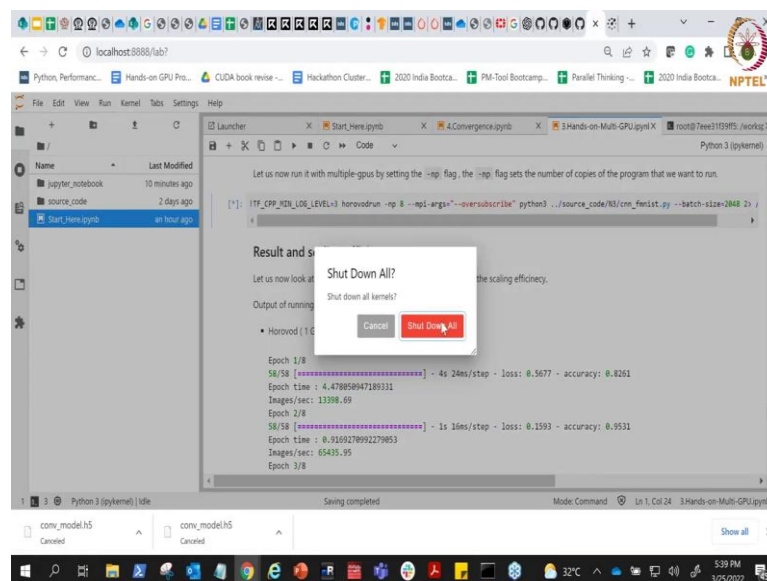 localhost:8888/lab?
Python, Performanc... Hands-on GPU Pro... CUDA book revise -... Hackathon Cluster... 2020 India Bootca... PM-Tool Bootcamp... Parallel Thinking -... 2020 India Bootca...
NPTEL
File Edit View Run Kernel Tabs Settings Help
Launcher Start_Here.ipynb 4.Convergence.ipynb 3.Hands-on-Multi-GPU.ipynl root@7eee31f59ff5: /worksp
Code Python 3 (ipykernel)
/
Name Last Modified
jupyter_notebook 10 minutes ago
source_code 2 days ago
Start_Here.ipynb an hour ago
Let us now run it with multiple-gpus by setting the -np flag , the -np flag sets the number of copies of the program that we want to run.
[*]: !TF_CPP_MIN_LOG_LEVEL=3 horovodrun -np 8 --mpi-args="--oversubscribe" python3 ../source_code/N3/cnn_fmnist.py --batch-size=2048 2> /
Result and s
Let us now look at the scaling efficinecy.
Output of running
Horovod ( 1 G
Shut Down All?
Shut down all kernels?
Cancel Shut Down All
Epoch 1/8
58/58 [==============================] - 4s 24ms/step - loss: 0.5677 - accuracy: 0.8261
Epoch time : 4.478050947189331
Images/sec: 13398.69
Epoch 2/8
58/58 [==============================] - 1s 16ms/step - loss: 0.1593 - accuracy: 0.9531
Epoch time : 0.9169270992279053
Images/sec: 65435.95
Epoch 3/8
1 3 Python 3 (ipykernel) | Idle Saving completed Mode: Command Ln 1, Col 24 3.Hands-on-Multi-GPU.ipyn
conv_model.h5 conv_model.h5 Show all
Canceled Canceled
32°C 5:39 PM
3/25/2022